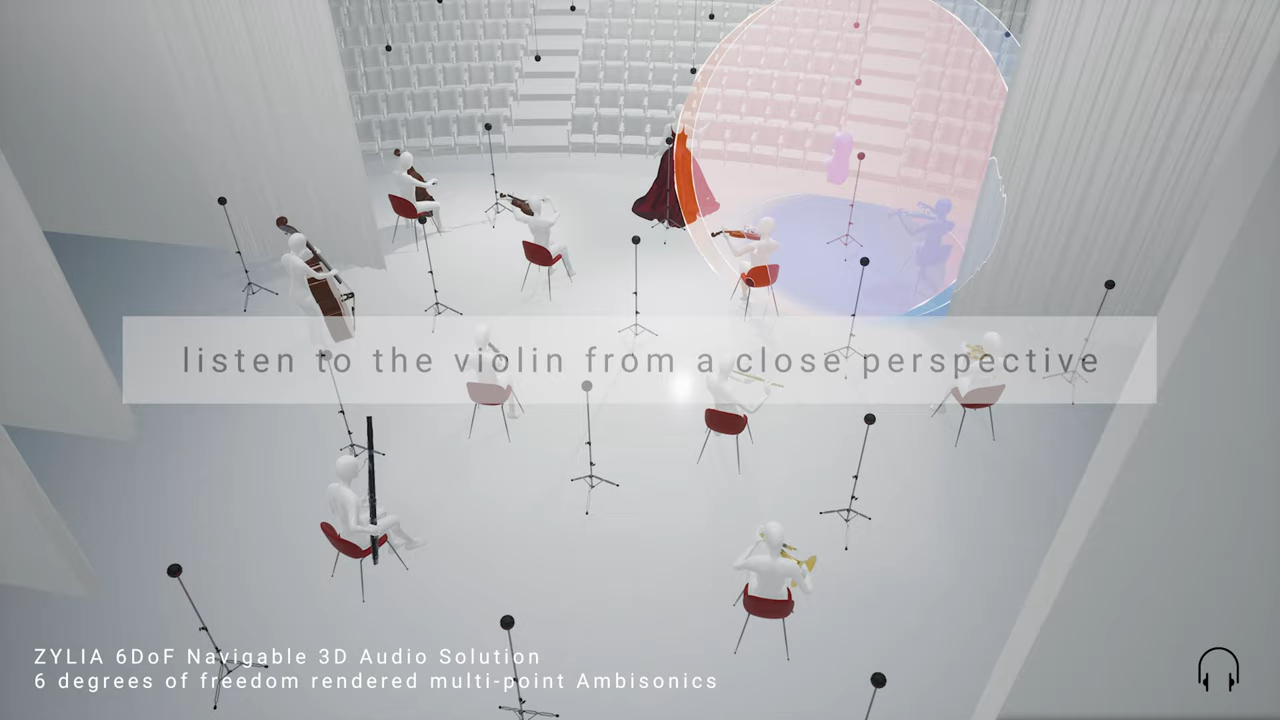 listen to the violin from a close perspective
ZYLIA 6DoF Navigable 3D Audio Solution
6 degrees of freedom rendered multi-point Ambisonics